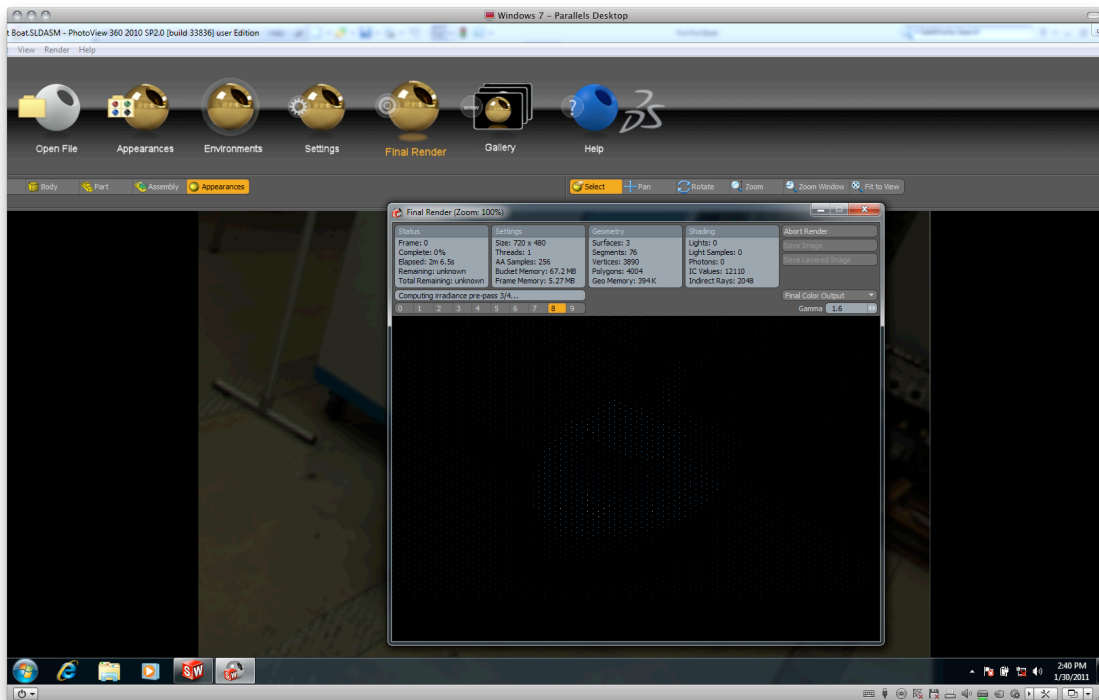 Windows 7 - Parallels Desktop
t Boat.SLDASM - PhotoView 360 2010 SP2.0 [build 33836] user Edition
View Render Help
Open File Appearances Environments Settings Final Render Gallery Help
Body Part Assembly Appearances Select Pan Rotate Zoom Zoom Window Fit to View
Final Render (Zoom: 100%)
Status Settings Geometry Shading Abort Render
Frame: 0 Size: 720 x 480 Surfaces: 3 Lights: 0 Save Image
Complete: 0% Threads: 1 Segments: 76 Light Samples: 0 Save Layered Image
Elapsed: 2m 6.5s AA Samples: 256 Vertices: 3890 Photons: 0
Remaining: unknown Bucket Memory: 67.2 MB Polygons: 4004 IC Values: 12110
Total Remaining: unknown Frame Memory: 5.27 MB Geo Memory: 394 K Indirect Rays: 2048
Computing irradiance pre-pass 3/4... Final Color Output
0 1 2 3 4 5 6 7 8 9 Gamma 1.6
SW
2:40 PM
1/30/2011